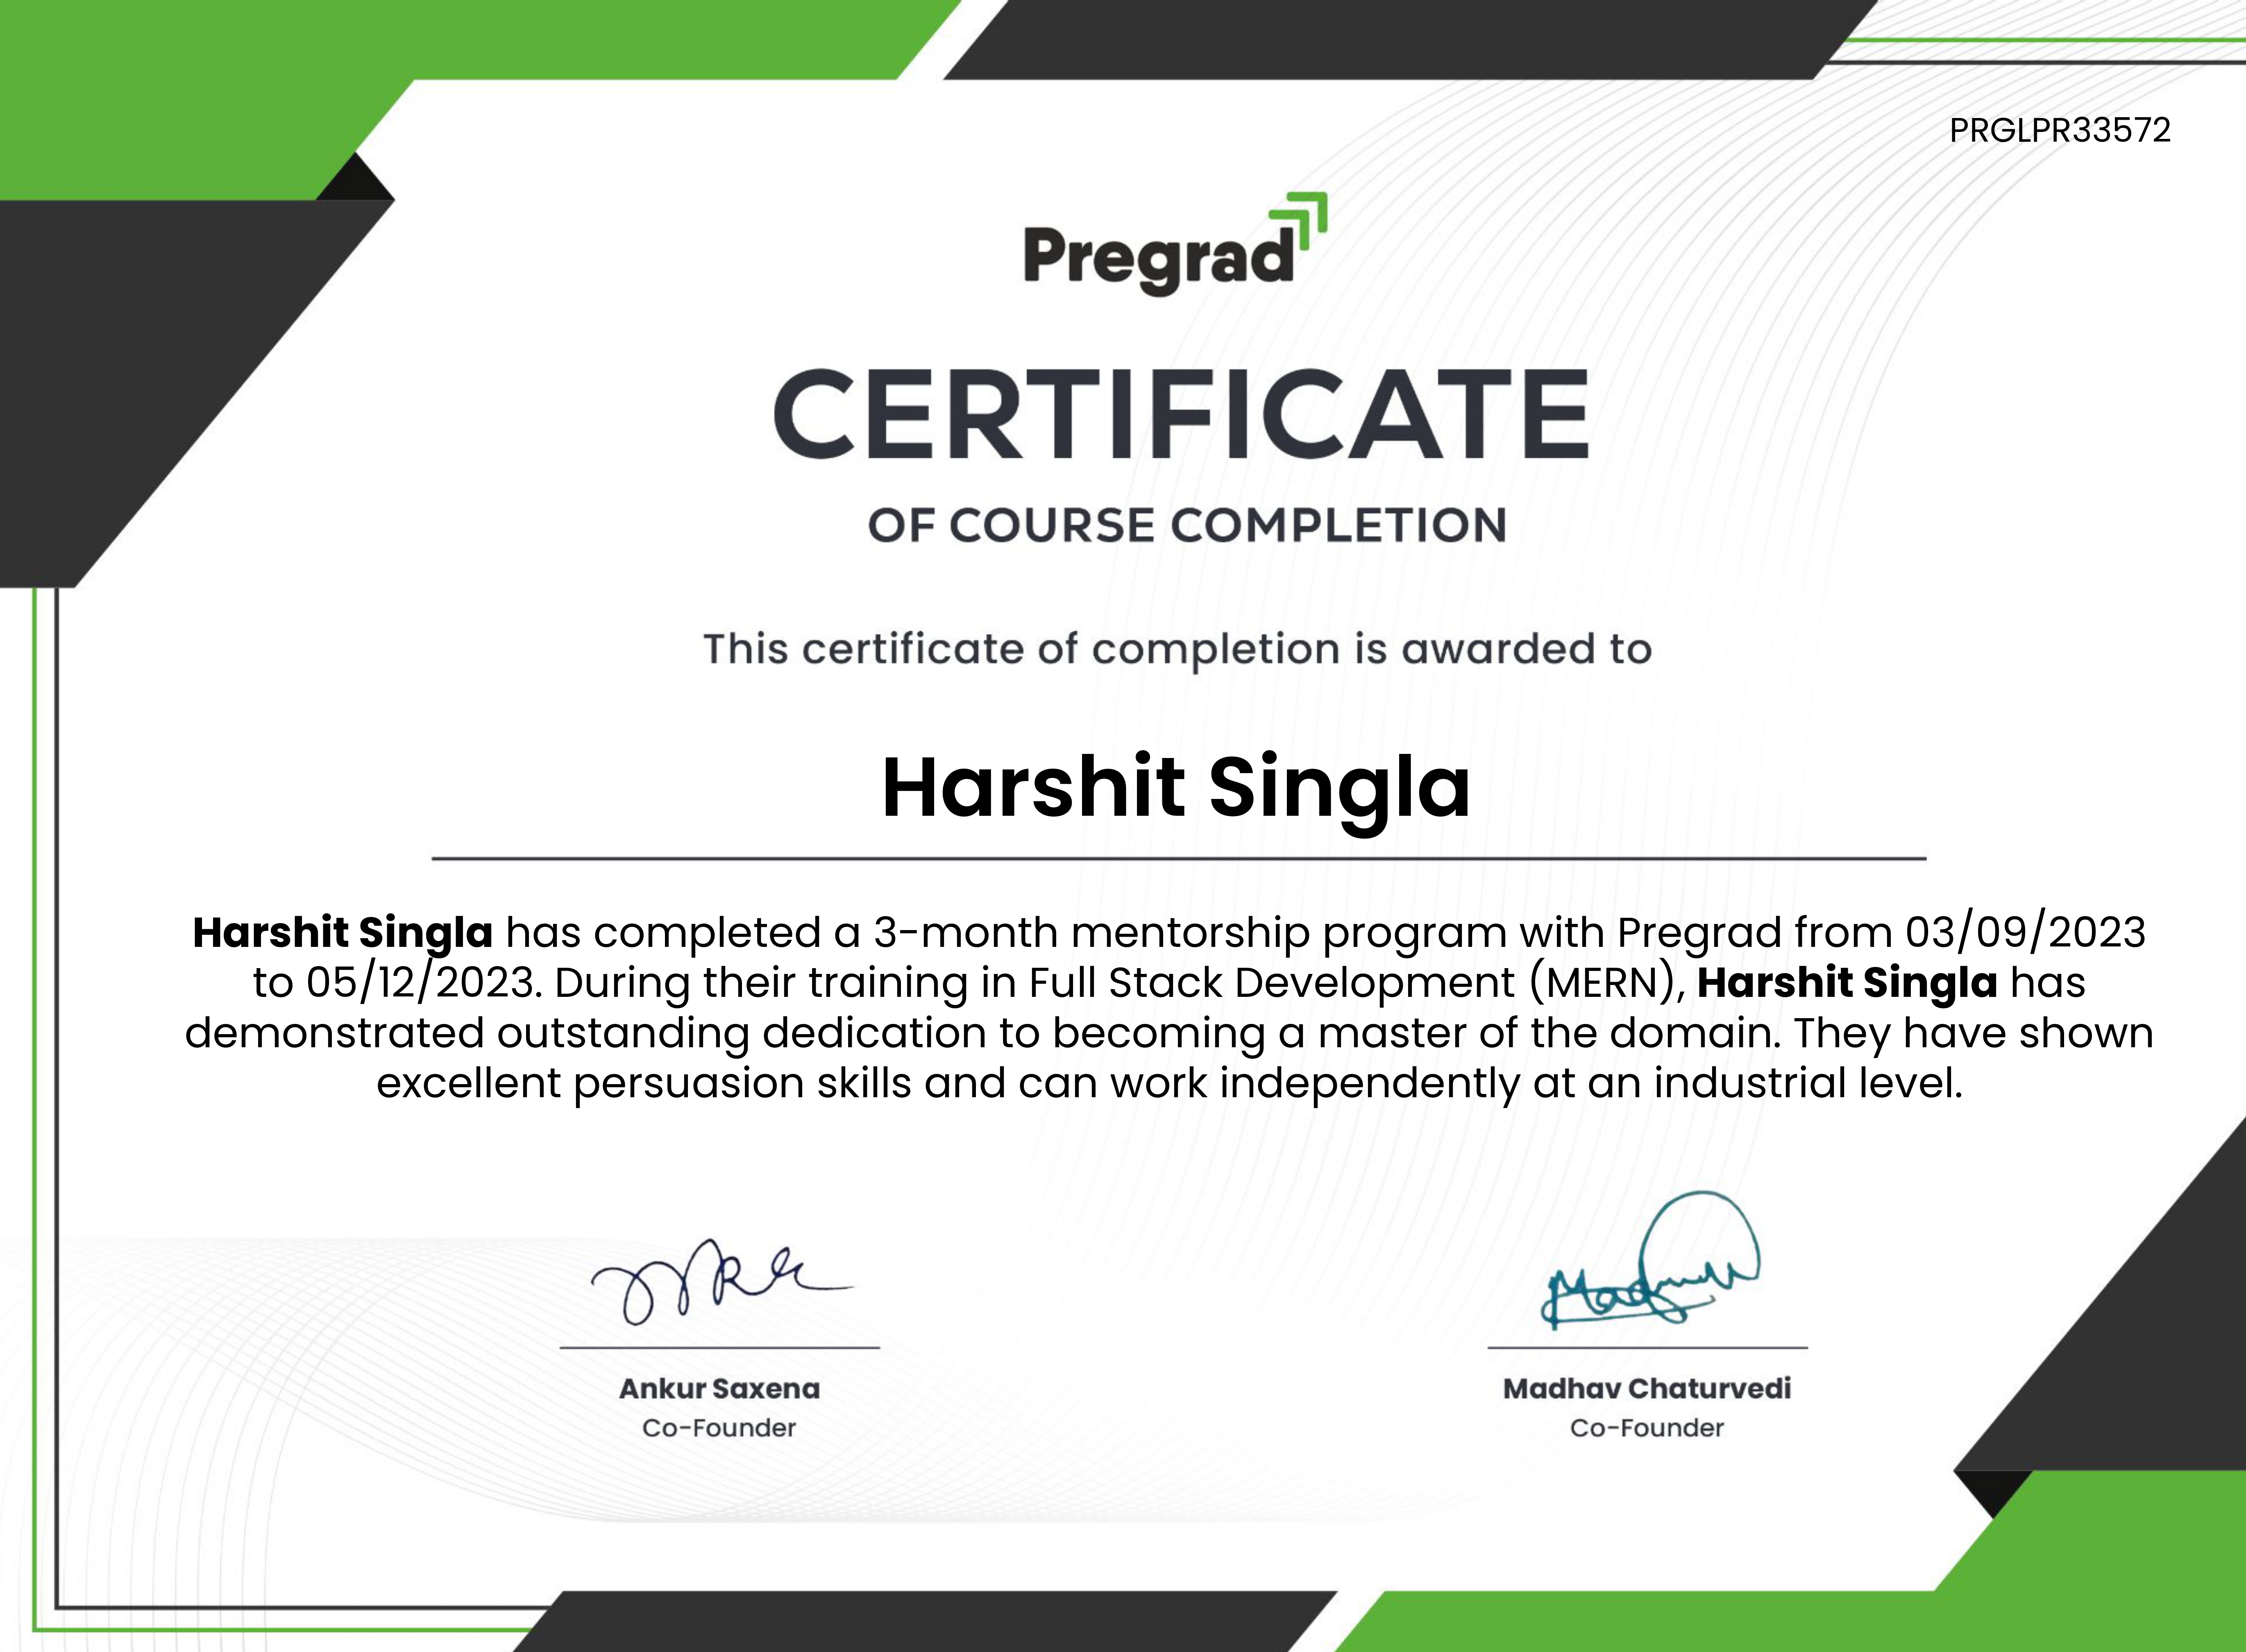 PRGLPR33572
Pregrad
CERTIFICATE
OF COURSE COMPLETION
This certificate of completion is awarded to
Harshit Singla
Harshit Singla has completed a 3-month mentorship program with Pregrad from 03/09/2023
to 05/12/2023. During their training in Full Stack Development (MERN), Harshit Singla has
demonstrated outstanding dedication to becoming a master of the domain. They have shown
excellent persuasion skills and can work independently at an industrial level.
Ankur Saxena
Co-Founder
Madhav Chaturvedi
Co-Founder